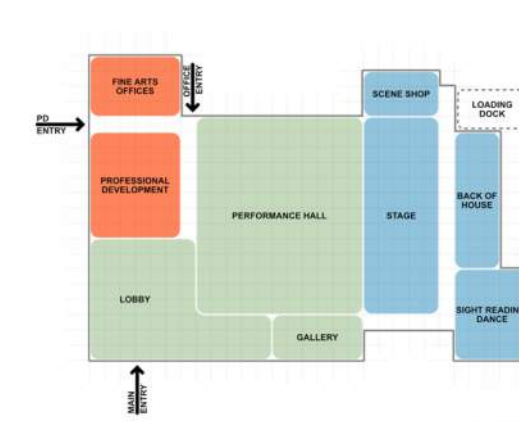 FINE ARTS
OFFICES
OFFICE
ENTRY
SCENE SHOP
LOADING
DOCK
PD
ENTRY
PROFESSIONAL
DEVELOPMENT
PERFORMANCE HALL
STAGE
BACK OF
HOUSE
LOBBY
SIGHT READIN
DANCE
GALLERY
MAIN
ENTRY